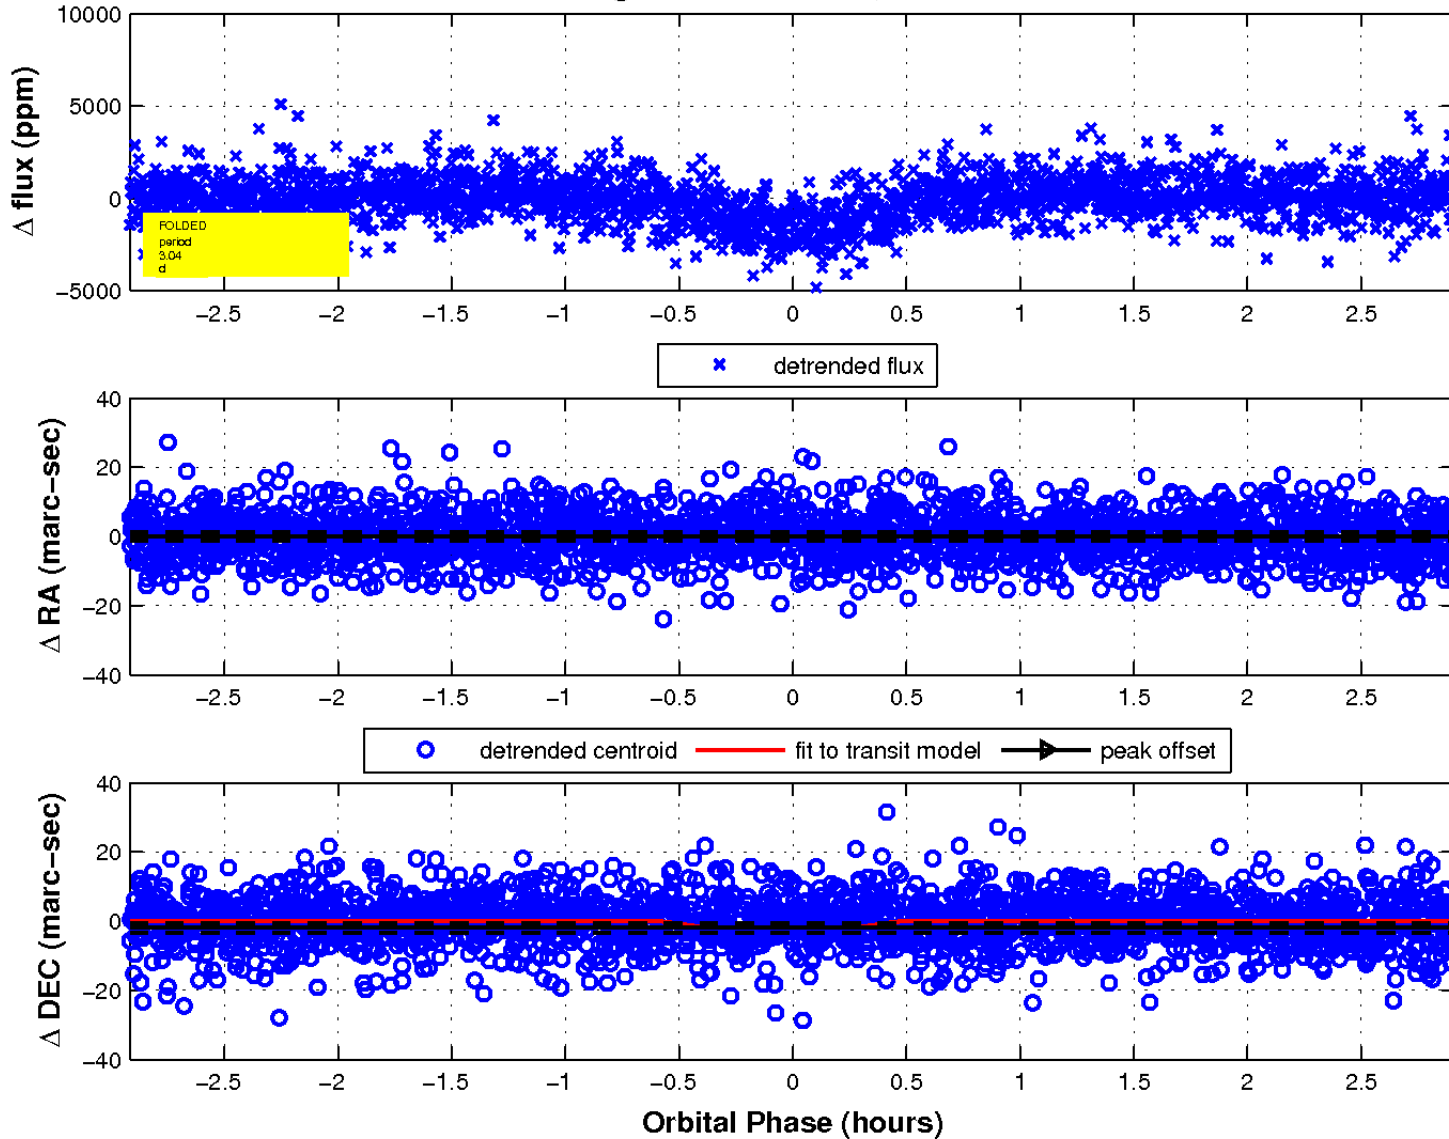 10000
5000
0
−5000
Δ flux (ppm)
FOLDED
period
3.04
d
−2.5 −2 −1.5 −1 −0.5 0 0.5 1 1.5 2 2.5
detrended flux
40
20
0
−20
−40
Δ RA (marc−sec)
−2.5 −2 −1.5 −1 −0.5 0 0.5 1 1.5 2 2.5
detrended centroid fit to transit model peak offset
40
20
0
−20
−40
Δ DEC (marc−sec)
−2.5 −2 −1.5 −1 −0.5 0 0.5 1 1.5 2 2.5
Orbital Phase (hours)